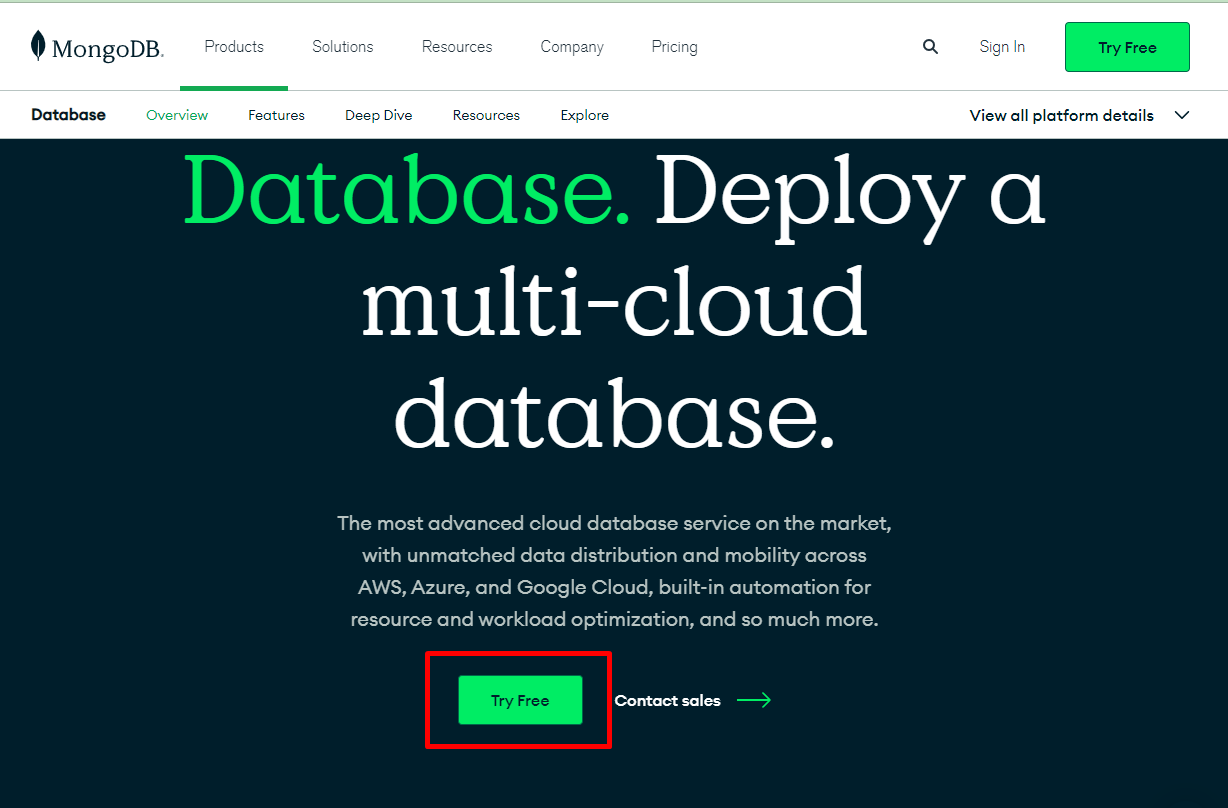 MongoDB.
Products
Solutions
Resources
Company
Pricing
Sign In
Try Free
Database
Overview
Features
Deep Dive
Resources
Explore
View all platform details
Database. Deploy a
multi-cloud
database.
The most advanced cloud database service on the market,
with unmatched data distribution and mobility across
AWS, Azure, and Google Cloud, built-in automation for
resource and workload optimization, and so much more.
Try Free
Contact sales